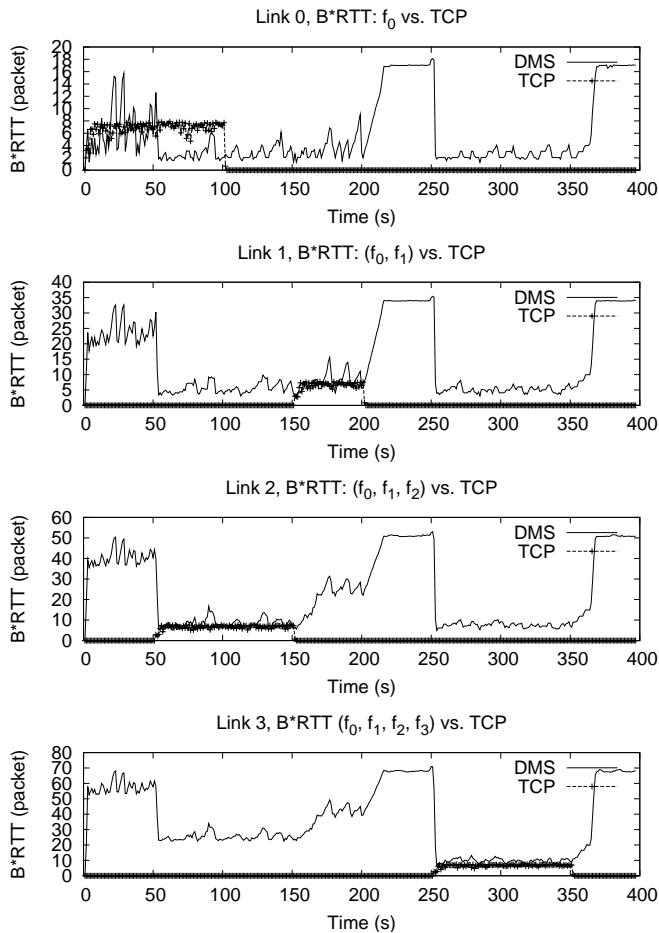 Link 0, B*RTT: f0 vs. TCP
B*RTT (packet)
20
18
16
14
12
10
8
6
4
2
0
DMS
TCP
0 50 100 150 200 250 300 350 400
Time (s)
Link 1, B*RTT: (f0, f1) vs. TCP
B*RTT (packet)
40
35
30
25
20
15
10
5
0
DMS
TCP
0 50 100 150 200 250 300 350 400
Time (s)
Link 2, B*RTT: (f0, f1, f2) vs. TCP
B*RTT (packet)
60
50
40
30
20
10
0
DMS
TCP
0 50 100 150 200 250 300 350 400
Time (s)
Link 3, B*RTT (f0, f1, f2, f3) vs. TCP
B*RTT (packet)
80
70
60
50
40
30
20
10
0
DMS
TCP
0 50 100 150 200 250 300 350 400
Time (s)